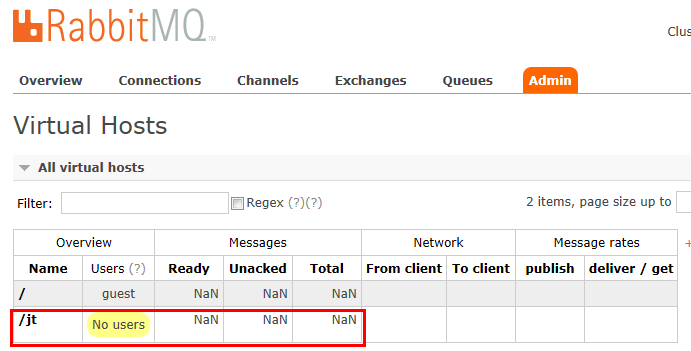 RabbitMQ™
Clus
Overview Connections Channels Exchanges Queues Admin
Virtual Hosts
All virtual hosts
Filter: Regex (?)(?) 2 items, page size up to
Overview Messages Network Message rates +
Name Users (?) Ready Unacked Total From client To client publish deliver / get
/ guest NaN NaN NaN
/jt No users NaN NaN NaN